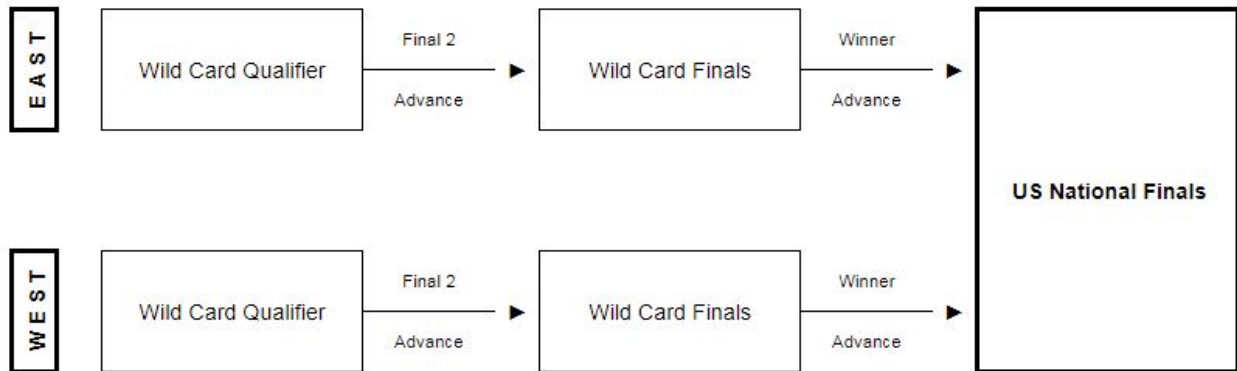 EAST
Wild Card Qualifier
Final 2
Advance
Wild Card Finals
Winner
Advance
US National Finals
WEST
Wild Card Qualifier
Final 2
Advance
Wild Card Finals
Winner
Advance